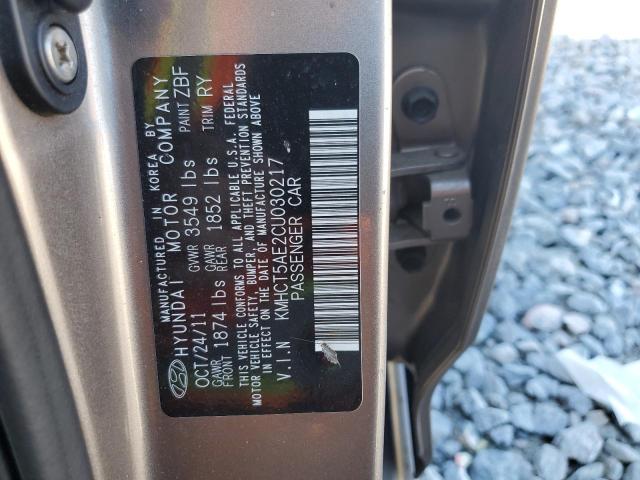 MANUFACTURED IN KOREA BY
HYUNDAI MOTOR COMPANY
OCT/24/11 GVWR 3549 lbs PAINT ZBF
GAWR FRONT 1874 lbs GAWR REAR 1852 lbs TRIM RY
THIS VEHICLE CONFORMS TO ALL APPLICABLE U.S.A. FEDERAL
MOTOR VEHICLE SAFETY, BUMPER, AND THEFT PREVENTION STANDARDS
IN EFFECT ON THE DATE OF MANUFACTURE SHOWN ABOVE
V.I.N KMHCT5AE2CU030217
PASSENGER CAR